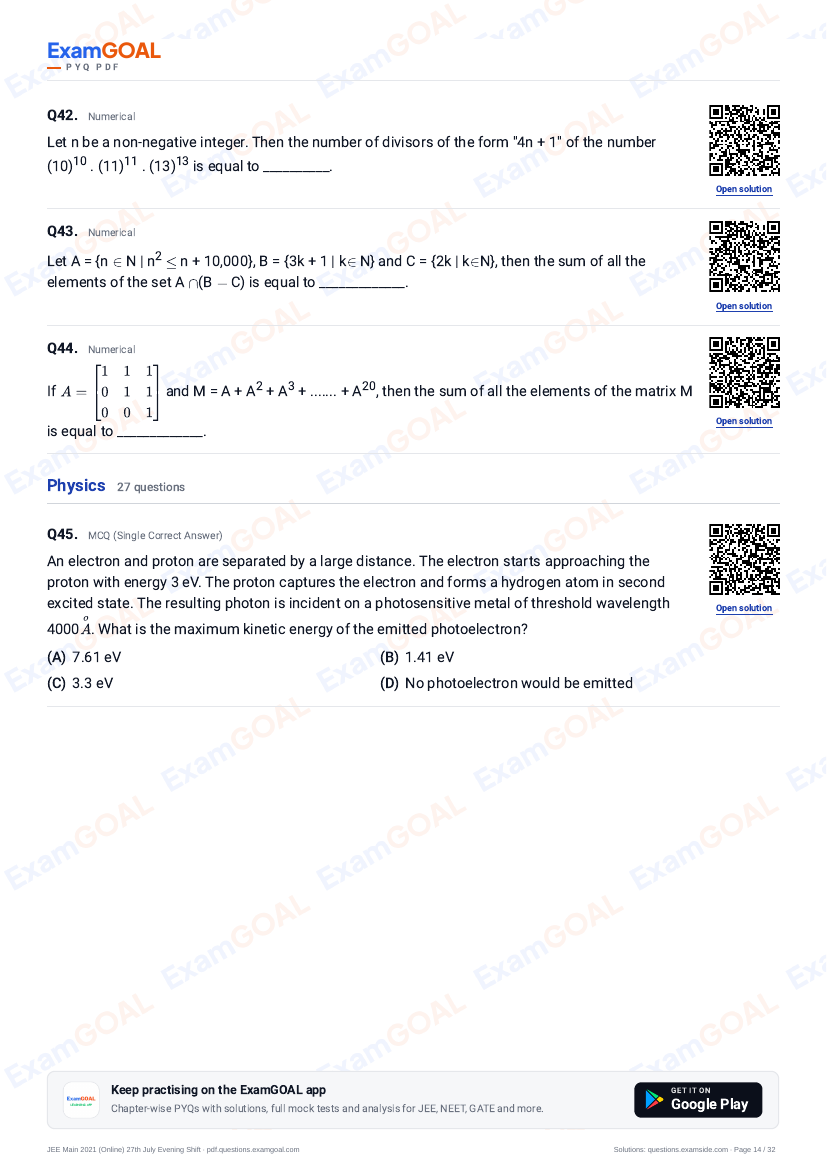 ExamGOAL
PYQ PDF
Q42. Numerical
Let n be a non-negative integer. Then the number of divisors of the form "4n + 1" of the number
(10)^10 . (11)^11 . (13)^13 is equal to __________.
Open solution
Q43. Numerical
Let A = {n ∈ N | n^2 ≤ n + 10,000}, B = {3k + 1 | k∈ N} and C = {2k | k∈N}, then the sum of all the
elements of the set A ∩(B − C) is equal to _____________.
Open solution
Q44. Numerical
If A = [1 1 1; 0 1 1; 0 0 1] and M = A + A^2 + A^3 + ....... + A^20, then the sum of all the elements of the matrix M
is equal to _____________.
Open solution
Physics 27 questions
Q45. MCQ (Single Correct Answer)
An electron and proton are separated by a large distance. The electron starts approaching the
proton with energy 3 eV. The proton captures the electron and forms a hydrogen atom in second
excited state. The resulting photon is incident on a photosensitive metal of threshold wavelength
4000Å. What is the maximum kinetic energy of the emitted photoelectron?
(A) 7.61 eV (B) 1.41 eV
(C) 3.3 eV (D) No photoelectron would be emitted
Open solution
Keep practising on the ExamGOAL app
Chapter-wise PYQs with solutions, full mock tests and analysis for JEE, NEET, GATE and more.
GET IT ON
Google Play
JEE Main 2021 (Online) 27th July Evening Shift · pdf.questions.examgoal.com
Solutions: questions.examside.com · Page 14 / 32